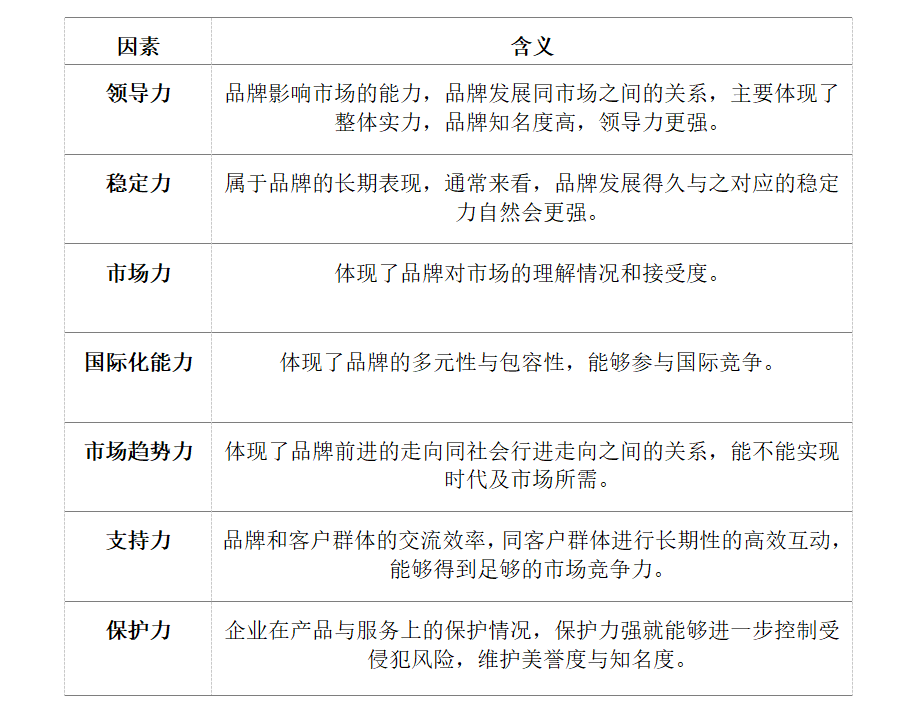 因素 含义
领导力 品牌影响市场的能力，品牌发展同市场之间的关系，主要体现了
整体实力，品牌知名度高，领导力更强。
稳定力 属于品牌的长期表现，通常来看，品牌发展得久与之对应的稳定
力自然会更强。
市场力 体现了品牌对市场的理解情况和接受度。
国际化能力 体现了品牌的多元性与包容性，能够参与国际竞争。
市场趋势力 体现了品牌前进的走向同社会行进走向之间的关系，能不能实现
时代及市场所需。
支持力 品牌和客户群体的交流效率，同客户群体进行长期性的高效互动，
能够得到足够的市场竞争力。
保护力 企业在产品与服务上的保护情况，保护力强就能够进一步控制受
侵犯风险，维护美誉度与知名度。